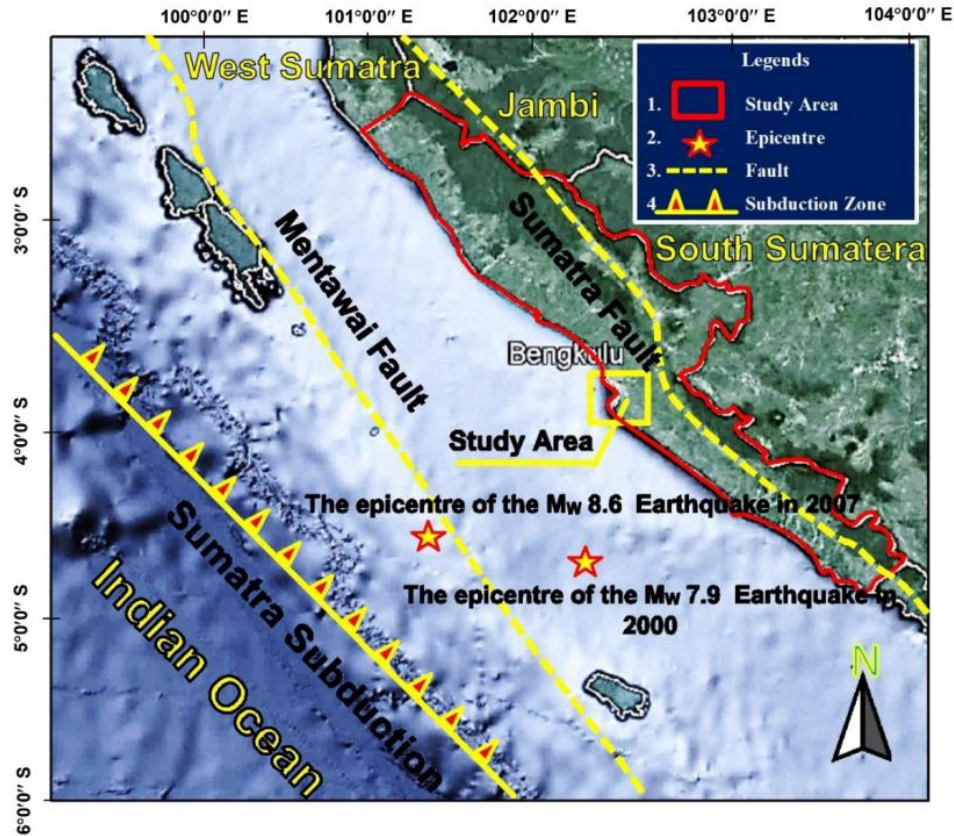 100°0'0'' E 101°0'0'' E 102°0'0'' E 103°0'0'' E 104°0'0'' E
West Sumatra
Jambi
Legends
1. Study Area
2. Epicentre
3. Fault
4 Subduction Zone
3°0'0'' S
South Sumatera
Sumatra Fault
Mentawai Fault
Bengkulu
4°0'0'' S
Study Area
The epicentre of the Mw 8.6 Earthquake in 2007
The epicentre of the Mw 7.9 Earthquake in
2000
5°0'0'' S
Sumatra Subduction
Indian Ocean
N
6°0'0'' S